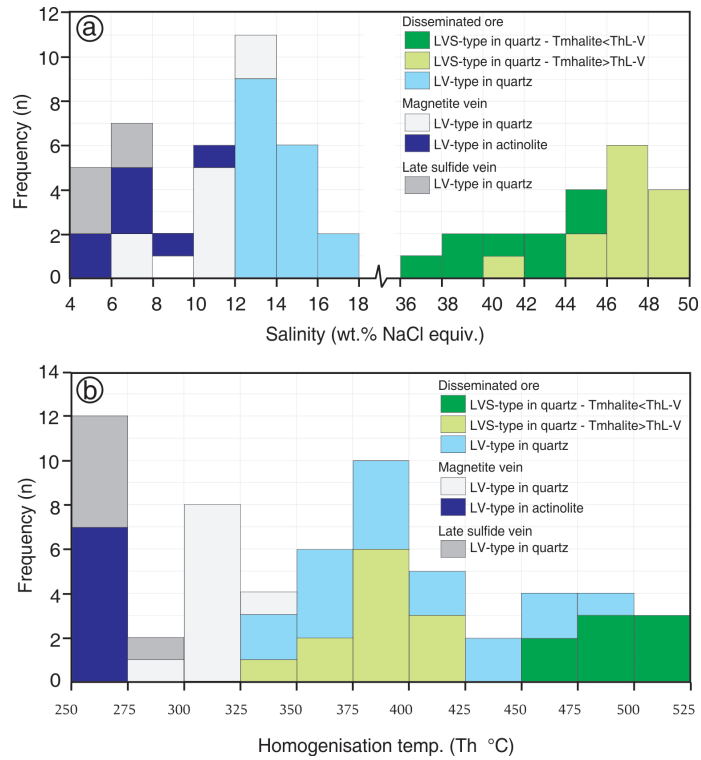 a
Frequency (n)
12
10
8
6
4
2
0
Disseminated ore
LVS-type in quartz - Tmhalite<ThL-V
LVS-type in quartz - Tmhalite>ThL-V
LV-type in quartz
Magnetite vein
LV-type in quartz
LV-type in actinolite
Late sulfide vein
LV-type in quartz
4 6 8 10 12 14 16 18 36 38 40 42 44 46 48 50
Salinity (wt.% NaCl equiv.)
b
Frequency (n)
14
12
10
8
6
4
2
0
Disseminated ore
LVS-type in quartz - Tmhalite<ThL-V
LVS-type in quartz - Tmhalite>ThL-V
LV-type in quartz
Magnetite vein
LV-type in quartz
LV-type in actinolite
Late sulfide vein
LV-type in quartz
250 275 300 325 350 375 400 425 450 475 500 525
Homogenisation temp. (Th °C)